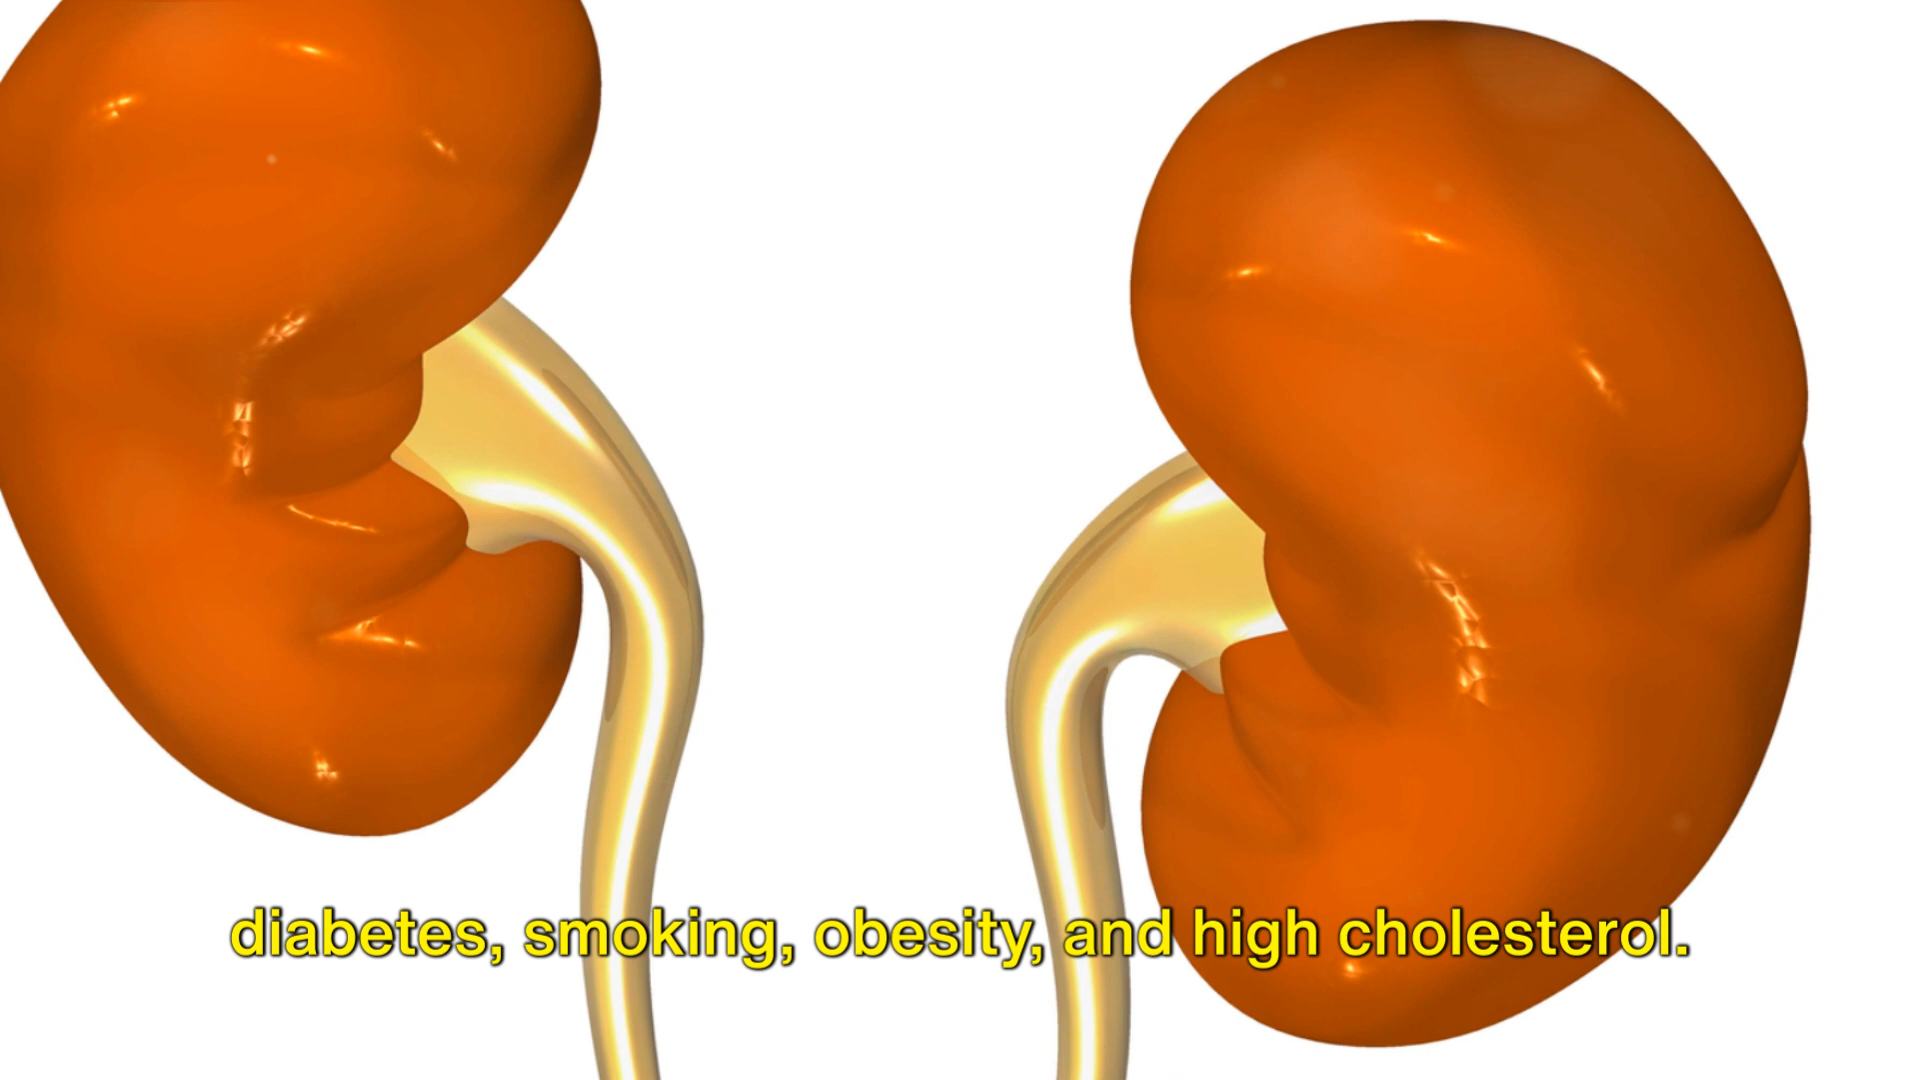 diabetes, smoking, obesity, and high cholesterol.